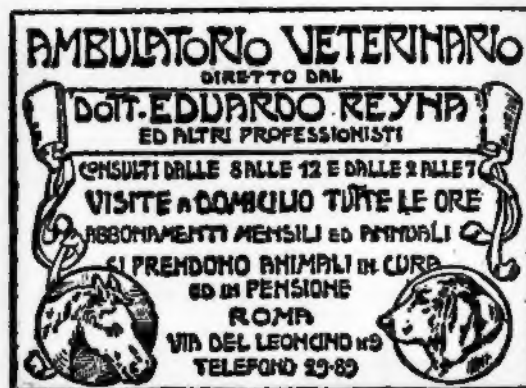 AMBULATORIO VETERINARIO
DIRETTO DAL
DOTT. EDUARDO REYNA
ED ALTRI PROFESSIONISTI
CONSULTI DALLE 8 ALLE 12 E DALLE 2 ALLE 7
VISITE A DOMICILIO TUTTE LE ORE
ABBONAMENTI MENSILI ED ANNUALI
SI PRENDONO ANIMALI IN CURA
ED IN PENSIONE
ROMA
VIA DEL LEONCINO N 9
TELEFONO 29-89